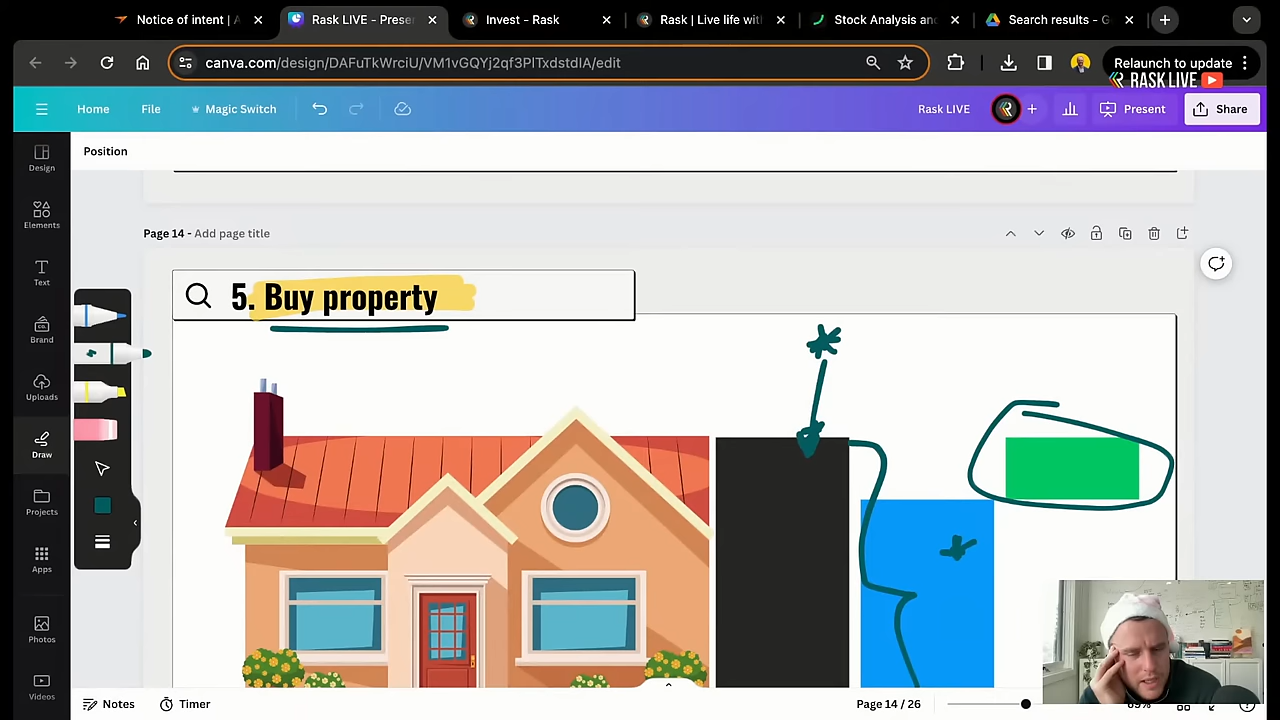 Notice of intent | A
Rask LIVE - Prese
Invest - Rask
Rask | Live life wit
Stock Analysis an
Search results - G
canva.com/design/DAFuTkWrciU/VM1vGQYj2qf3PlTxdstdIA/edit
Relaunch to update
RASK LIVE
Home
File
Magic Switch
Rask LIVE
Present
Share
Design
Elements
Text
Brand
Uploads
Draw
Projects
Apps
Photos
Videos
Position
Page 14 - Add page title
5. Buy property
Notes
Timer
Page 14 / 26